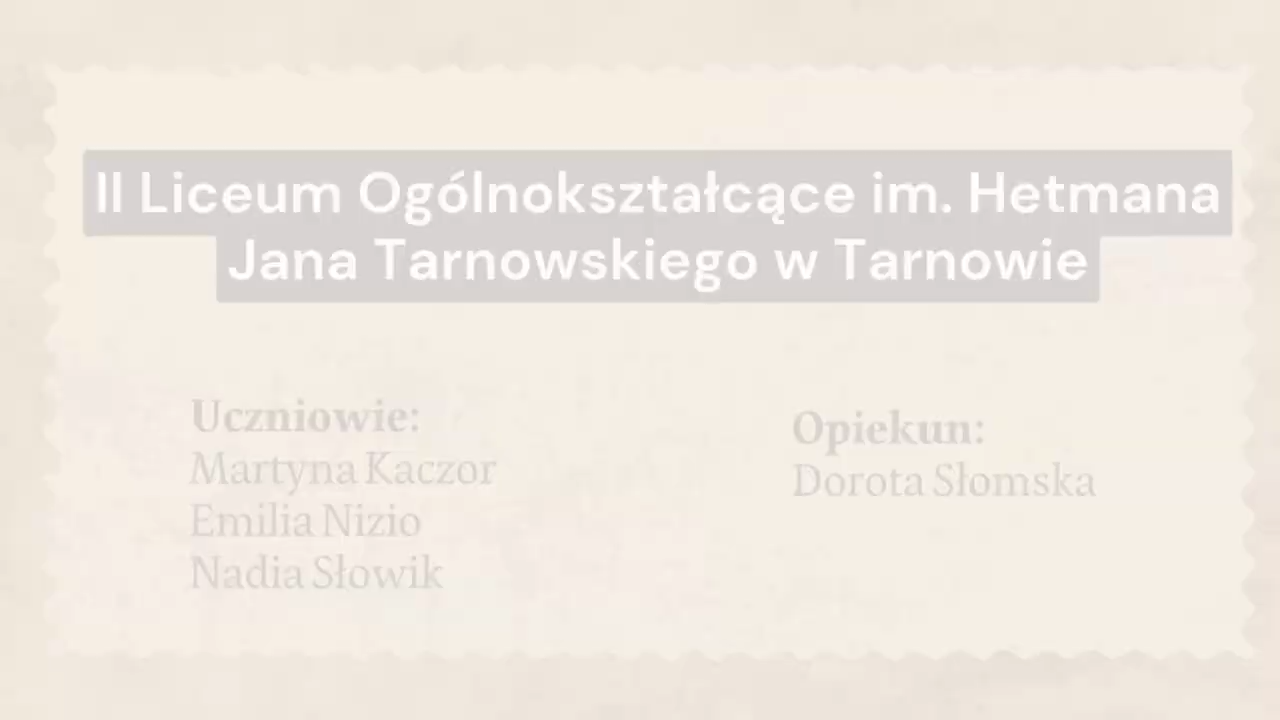 II Liceum Ogólnokształcące im. Hetmana
Jana Tarnowskiego w Tarnowie
Uczniowie:
Martyna Kaczor
Emilia Nizio
Nadia Słowik
Opiekun:
Dorota Słomska